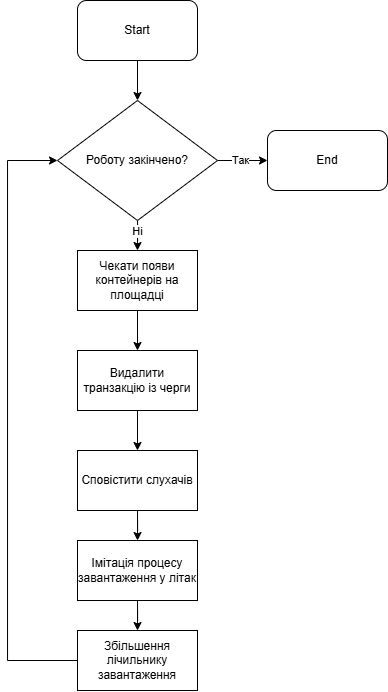 Start
Роботу закінчено?
Так
End
Ні
Чекати появи
контейнерів на
площадці
Видалити
транзакцію із черги
Сповістити слухачів
Імітація процесу
завантаження у літак
Збільшення
лічильнику
завантаження